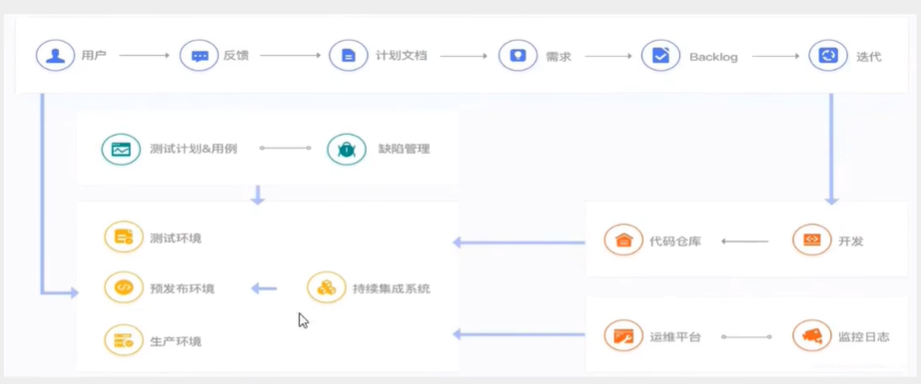 用户
反馈
计划文档
需求
Backlog
迭代
测试计划&用例
缺陷管理
测试环境
预发布环境
持续集成系统
生产环境
代码仓库
开发
运维平台
监控日志